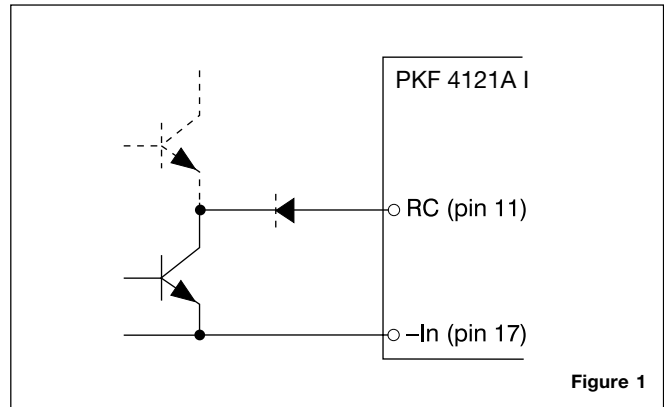 PKF 4121A I
RC (pin 11)
–In (pin 17)
Figure 1